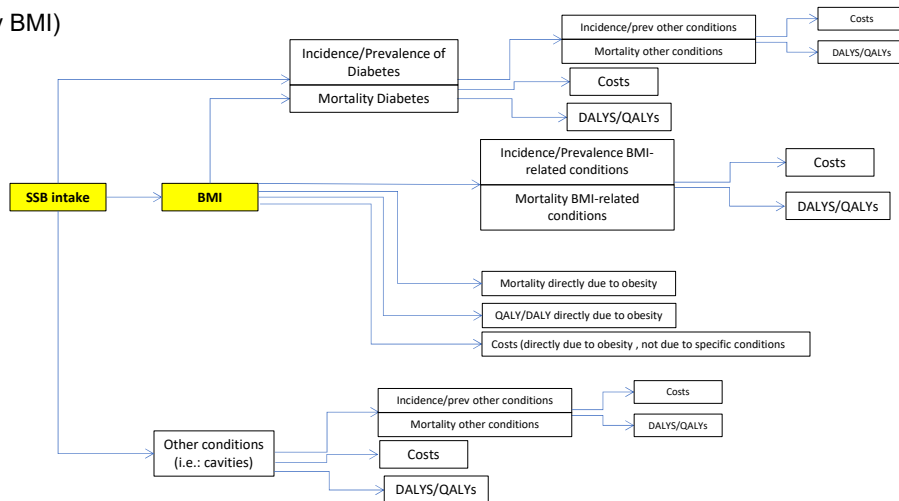 y BMI)
Incidence/prev other conditions
Mortality other conditions
Costs
DALYS/QALYs
Incidence/Prevalence of
Diabetes
Mortality Diabetes
Costs
DALYS/QALYs
Incidence/Prevalence BMI-
related conditions
Mortality BMI-related
conditions
Costs
DALYS/QALYs
SSB intake
BMI
Mortality directly due to obesity
QALY/DALY directly due to obesity
Costs (directly due to obesity , not due to specific conditions
Incidence/prev other conditions
Mortality other conditions
Costs
DALYS/QALYs
Other conditions
(i.e.: cavities)
Costs
DALYS/QALYs